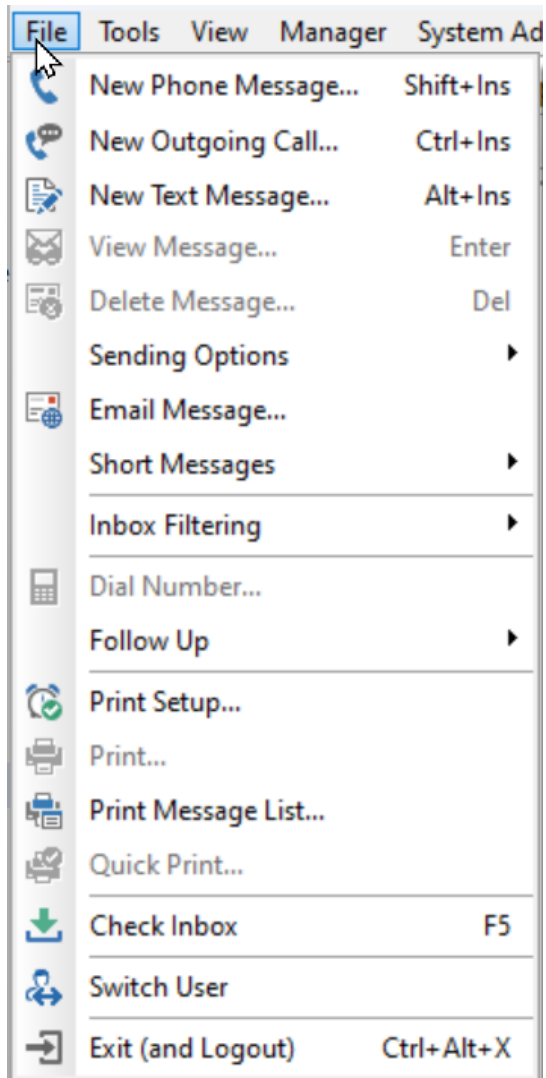 File Tools View Manager System Ad
New Phone Message... Shift+Ins
New Outgoing Call... Ctrl+Ins
New Text Message... Alt+Ins
View Message... Enter
Delete Message... Del
Sending Options
Email Message...
Short Messages
Inbox Filtering
Dial Number...
Follow Up
Print Setup...
Print...
Print Message List...
Quick Print...
Check Inbox F5
Switch User
Exit (and Logout) Ctrl+Alt+X